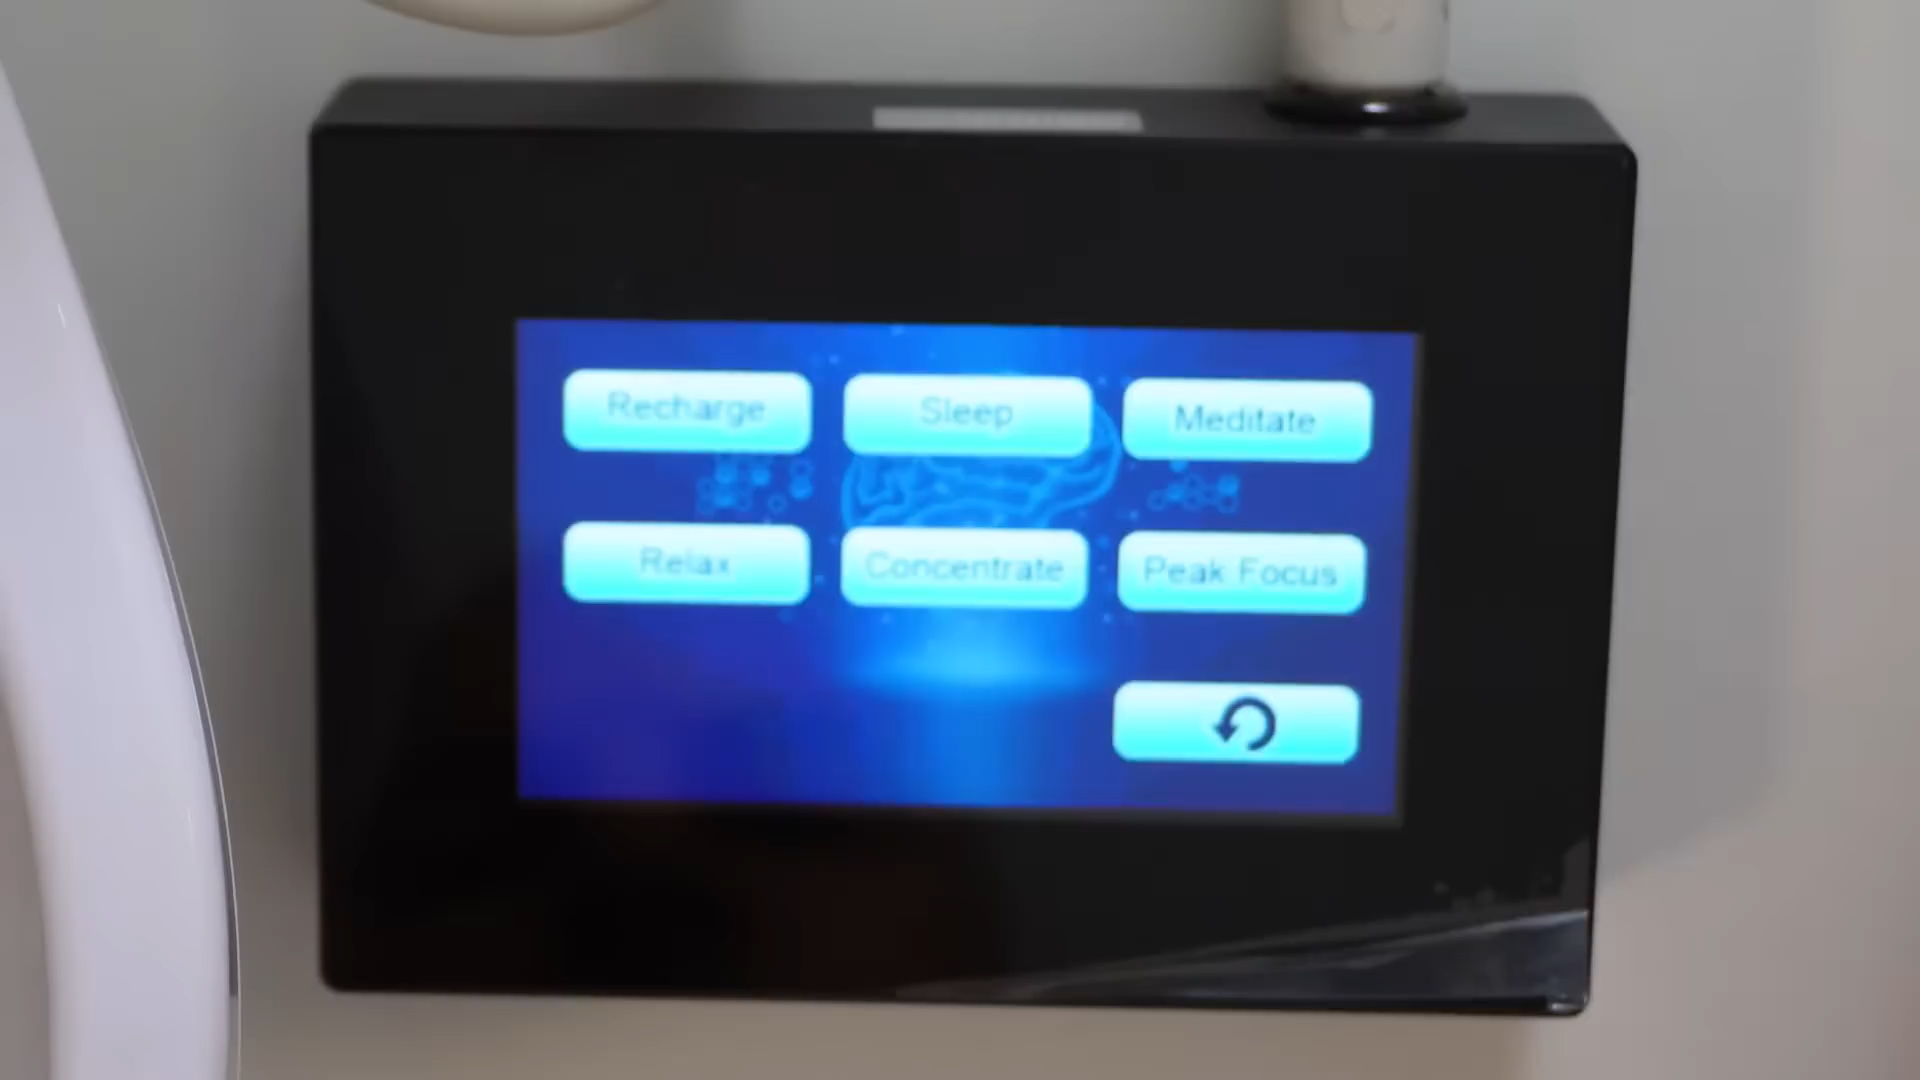 Recharge
Sleep
Meditate
Relax
Concentrate
Peak Focus